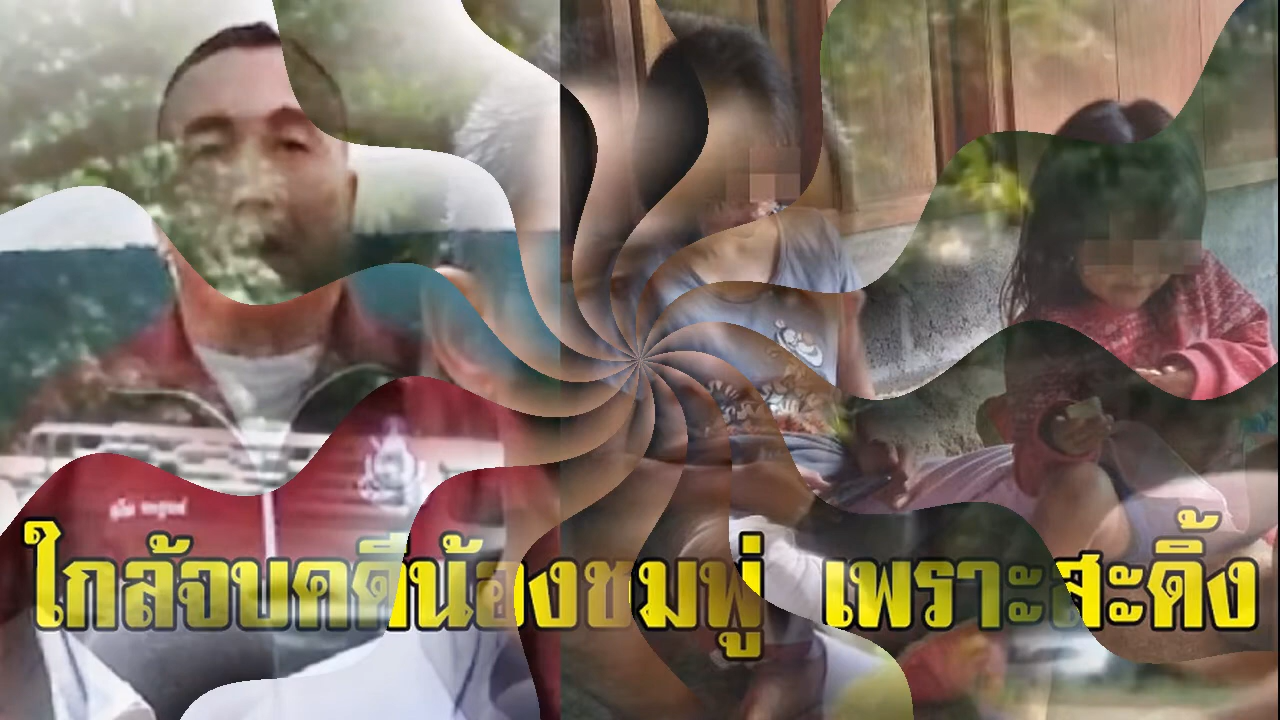 ใกล้จบคดีน้องชมพู่ เพราะสะดิ้ง